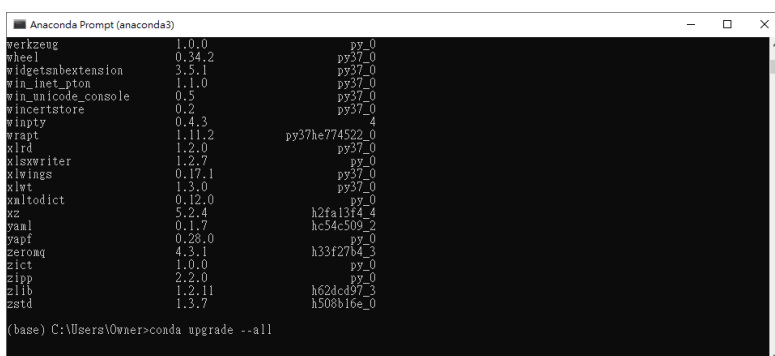 Anaconda Prompt (anaconda3)
werkzeug 1.0.0 py_0
wheel 0.34.2 py37_0
widgetsnbextension 3.5.1 py37_0
win_inet_pton 1.1.0 py37_0
win_unicode_console 0.5 py37_0
wincertstore 0.2 py37_0
winpty 0.4.3 4
wrapt 1.11.2 py37he774522_0
xlrd 1.2.0 py37_0
xlsxwriter 1.2.7 py_0
xlwings 0.17.1 py37_0
xlwt 1.3.0 py37_0
xmltodict 0.12.0 py_0
xz 5.2.4 h2fa13f4_4
yaml 0.1.7 hc54c509_2
yapf 0.28.0 py_0
zeromq 4.3.1 h33f27b4_3
zict 1.0.0 py_0
zipp 2.2.0 py_0
zlib 1.2.11 h62dcd97_3
zstd 1.3.7 h508b16e_0
(base) C:\Users\Owner>conda upgrade --all